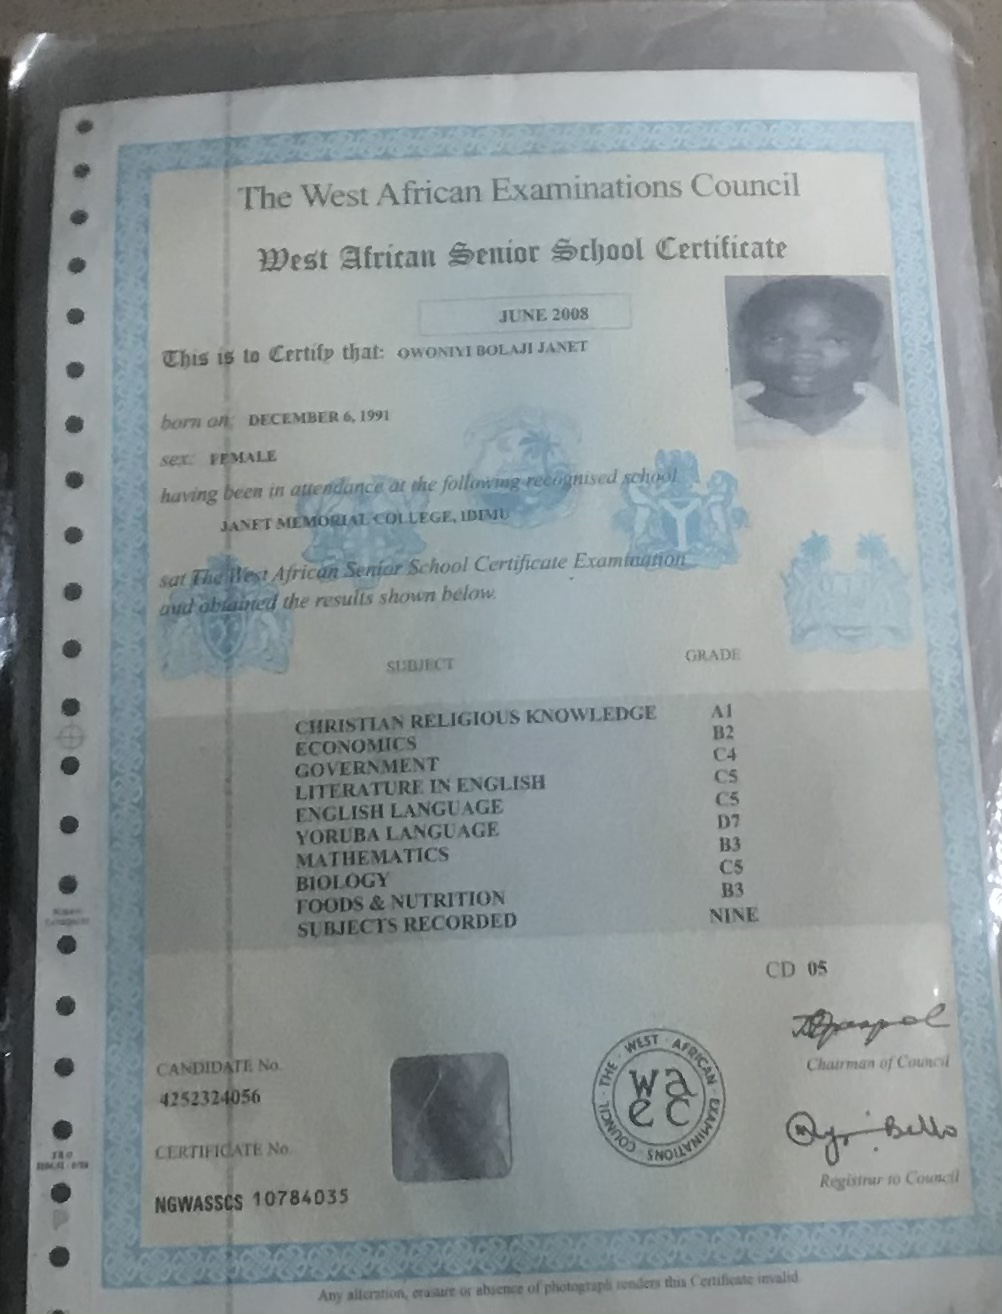 The West African Examinations Council
West African Senior School Certificate
JUNE 2008
This is to Certify that: OWONIYI BOLAJI JANET
born on: DECEMBER 6, 1991
sex: FEMALE
having been in attendance at the following recognised school
JANET MEMORIAL COLLEGE, IDIMU
sat The West African Senior School Certificate Examination
and obtained the results shown below.
SUBJECT GRADE
CHRISTIAN RELIGIOUS KNOWLEDGE A1
ECONOMICS B2
GOVERNMENT C4
LITERATURE IN ENGLISH C5
ENGLISH LANGUAGE C5
YORUBA LANGUAGE D7
MATHEMATICS B3
BIOLOGY C5
FOODS & NUTRITION B3
SUBJECTS RECORDED NINE
CD 05
Chairman of Council
CANDIDATE No.
4252324056
THE · WEST · AFRICAN · EXAMINATIONS · COUNCIL
wa
ec
Bello
Registrar to Council
CERTIFICATE No.
NGWASSCS 10784035
Any alteration, erasure or absence of photograph renders this Certificate invalid